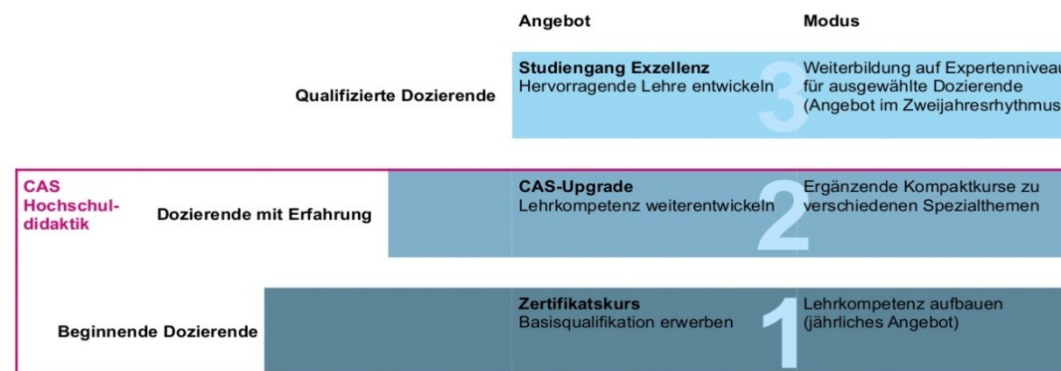 Angebot
Modus
Qualifizierte Dozierende
Studiengang Exzellenz
Hervorragende Lehre entwickeln
3
Weiterbildung auf Expertenniveau
für ausgewählte Dozierende
(Angebot im Zweijahresrhythmus
CAS
Hochschul-
didaktik
Dozierende mit Erfahrung
CAS-Upgrade
Lehrkompetenz weiterentwickeln
2
Ergänzende Kompaktkurse zu
verschiedenen Spezialthemen
Beginnende Dozierende
Zertifikatskurs
Basisqualifikation erwerben
1
Lehrkompetenz aufbauen
(jährliches Angebot)